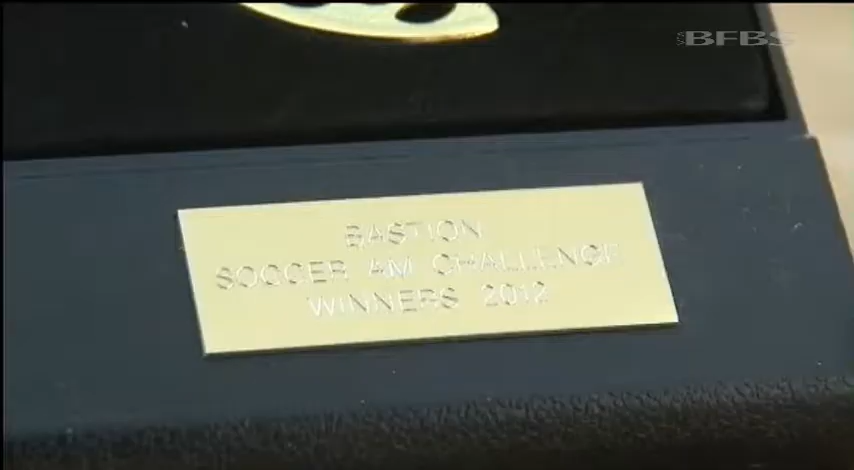 BFBS
BASTION
SOCCER AM CHALLENGE
WINNERS 2012